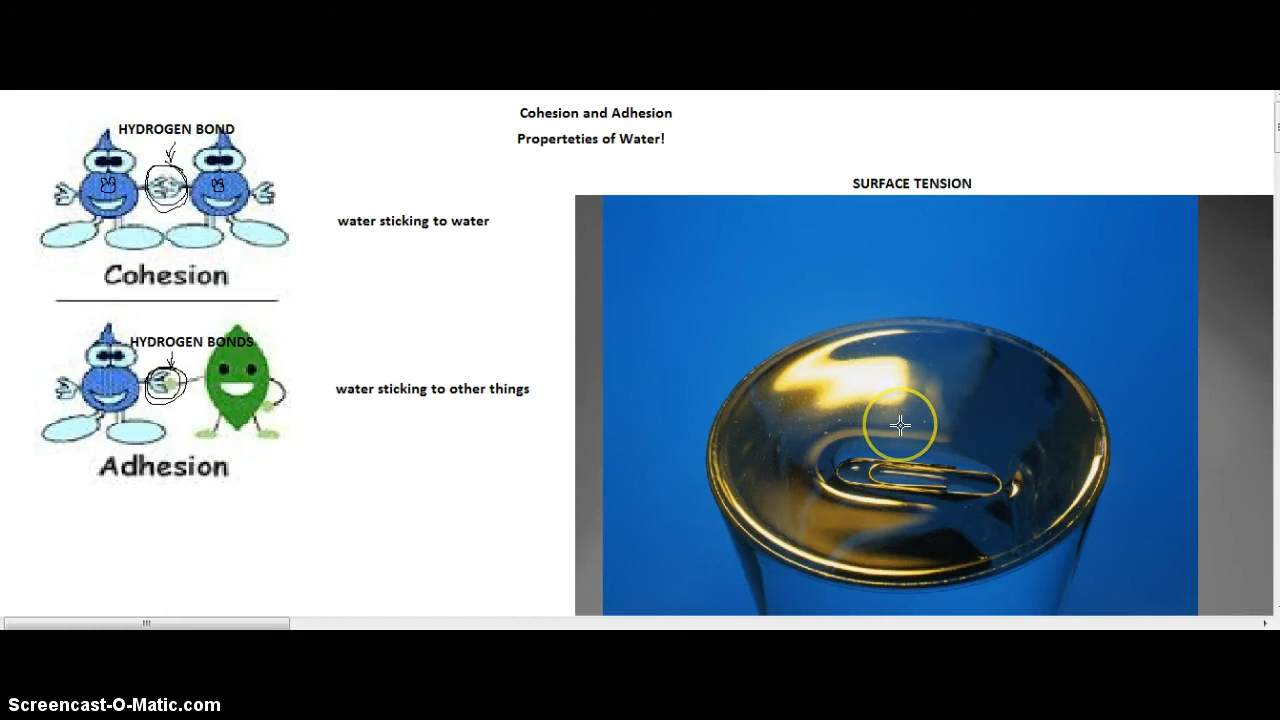 Cohesion and Adhesion
Properteties of Water!
HYDROGEN BOND
water sticking to water
Cohesion
HYDROGEN BONDS
water sticking to other things
Adhesion
SURFACE TENSION
Screencast-O-Matic.com